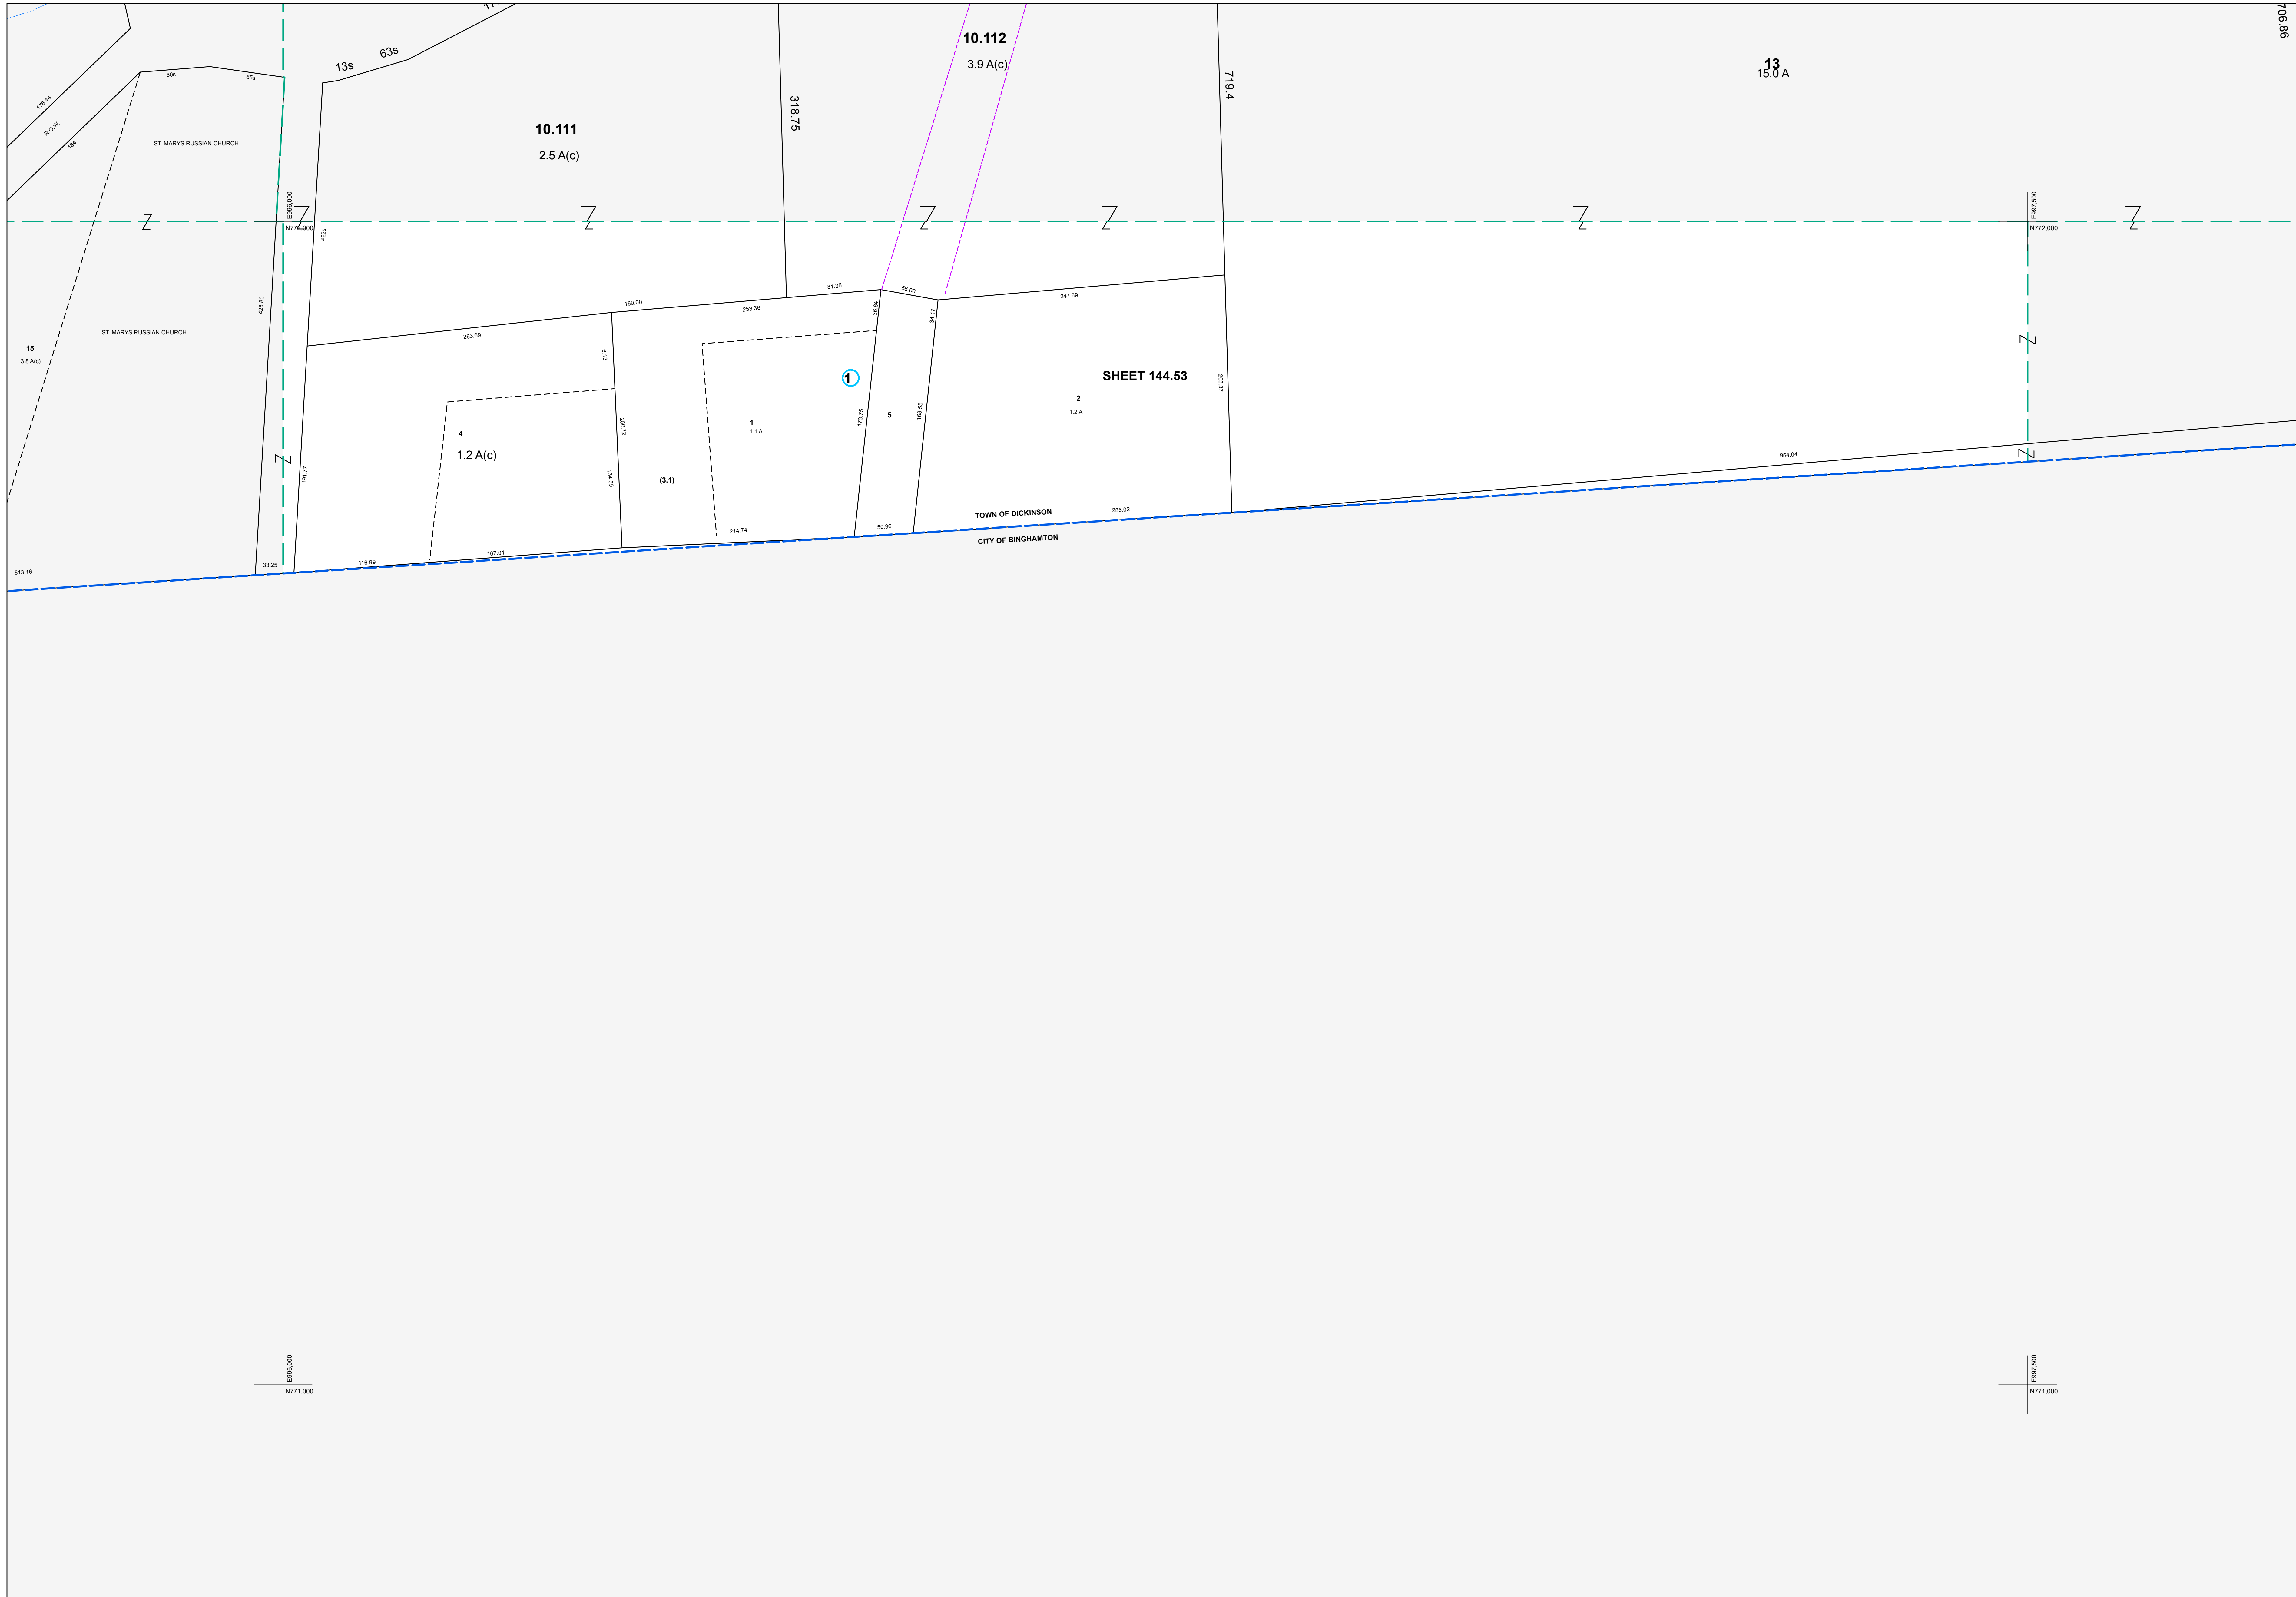 706.86
10.112
3.9 A(c)
13
15.0 A
13s
63s
60s
65s
176.44
R.O.W.
184
719.4
318.75
10.111
2.5 A(c)
ST. MARYS RUSSIAN CHURCH
E996,000
N772,000
E997,500
N772,000
Z
Z
Z
Z
Z
Z
Z
422s
428.80
81.35
58.06
247.69
150.00
253.36
36.64
34.17
263.69
ST. MARYS RUSSIAN CHURCH
15
3.8 A(c)
6.13
1
SHEET 144.53
203.37
Z
2
1.2 A
5
173.75
168.55
1
1.1 A
4
1.2 A(c)
200.72
134.59
(3.1)
191.77
Z
954.04
Z
TOWN OF DICKINSON
285.02
CITY OF BINGHAMTON
50.96
214.74
167.01
116.99
33.25
513.16
E996,000
N771,000
E997,500
N771,000